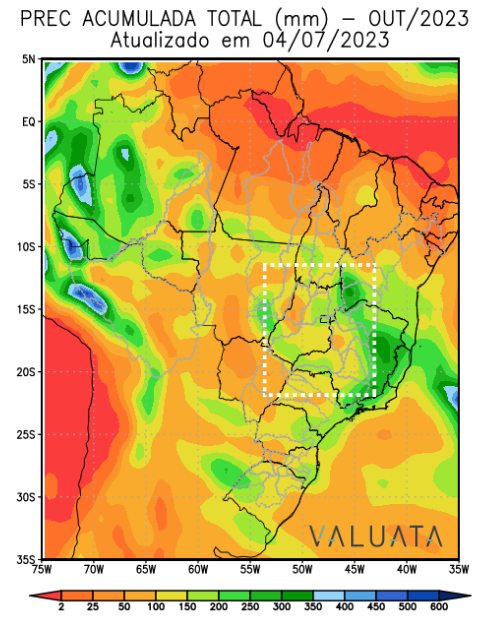 PREC ACUMULADA TOTAL (mm) – OUT/2023
Atualizado em 04/07/2023
5N
EQ
5S
10S
15S
20S
25S
30S
35S
VALUATA
75W 70W 65W 60W 55W 50W 45W 40W 35W
2 25 50 100 150 200 250 300 350 400 450 500 600